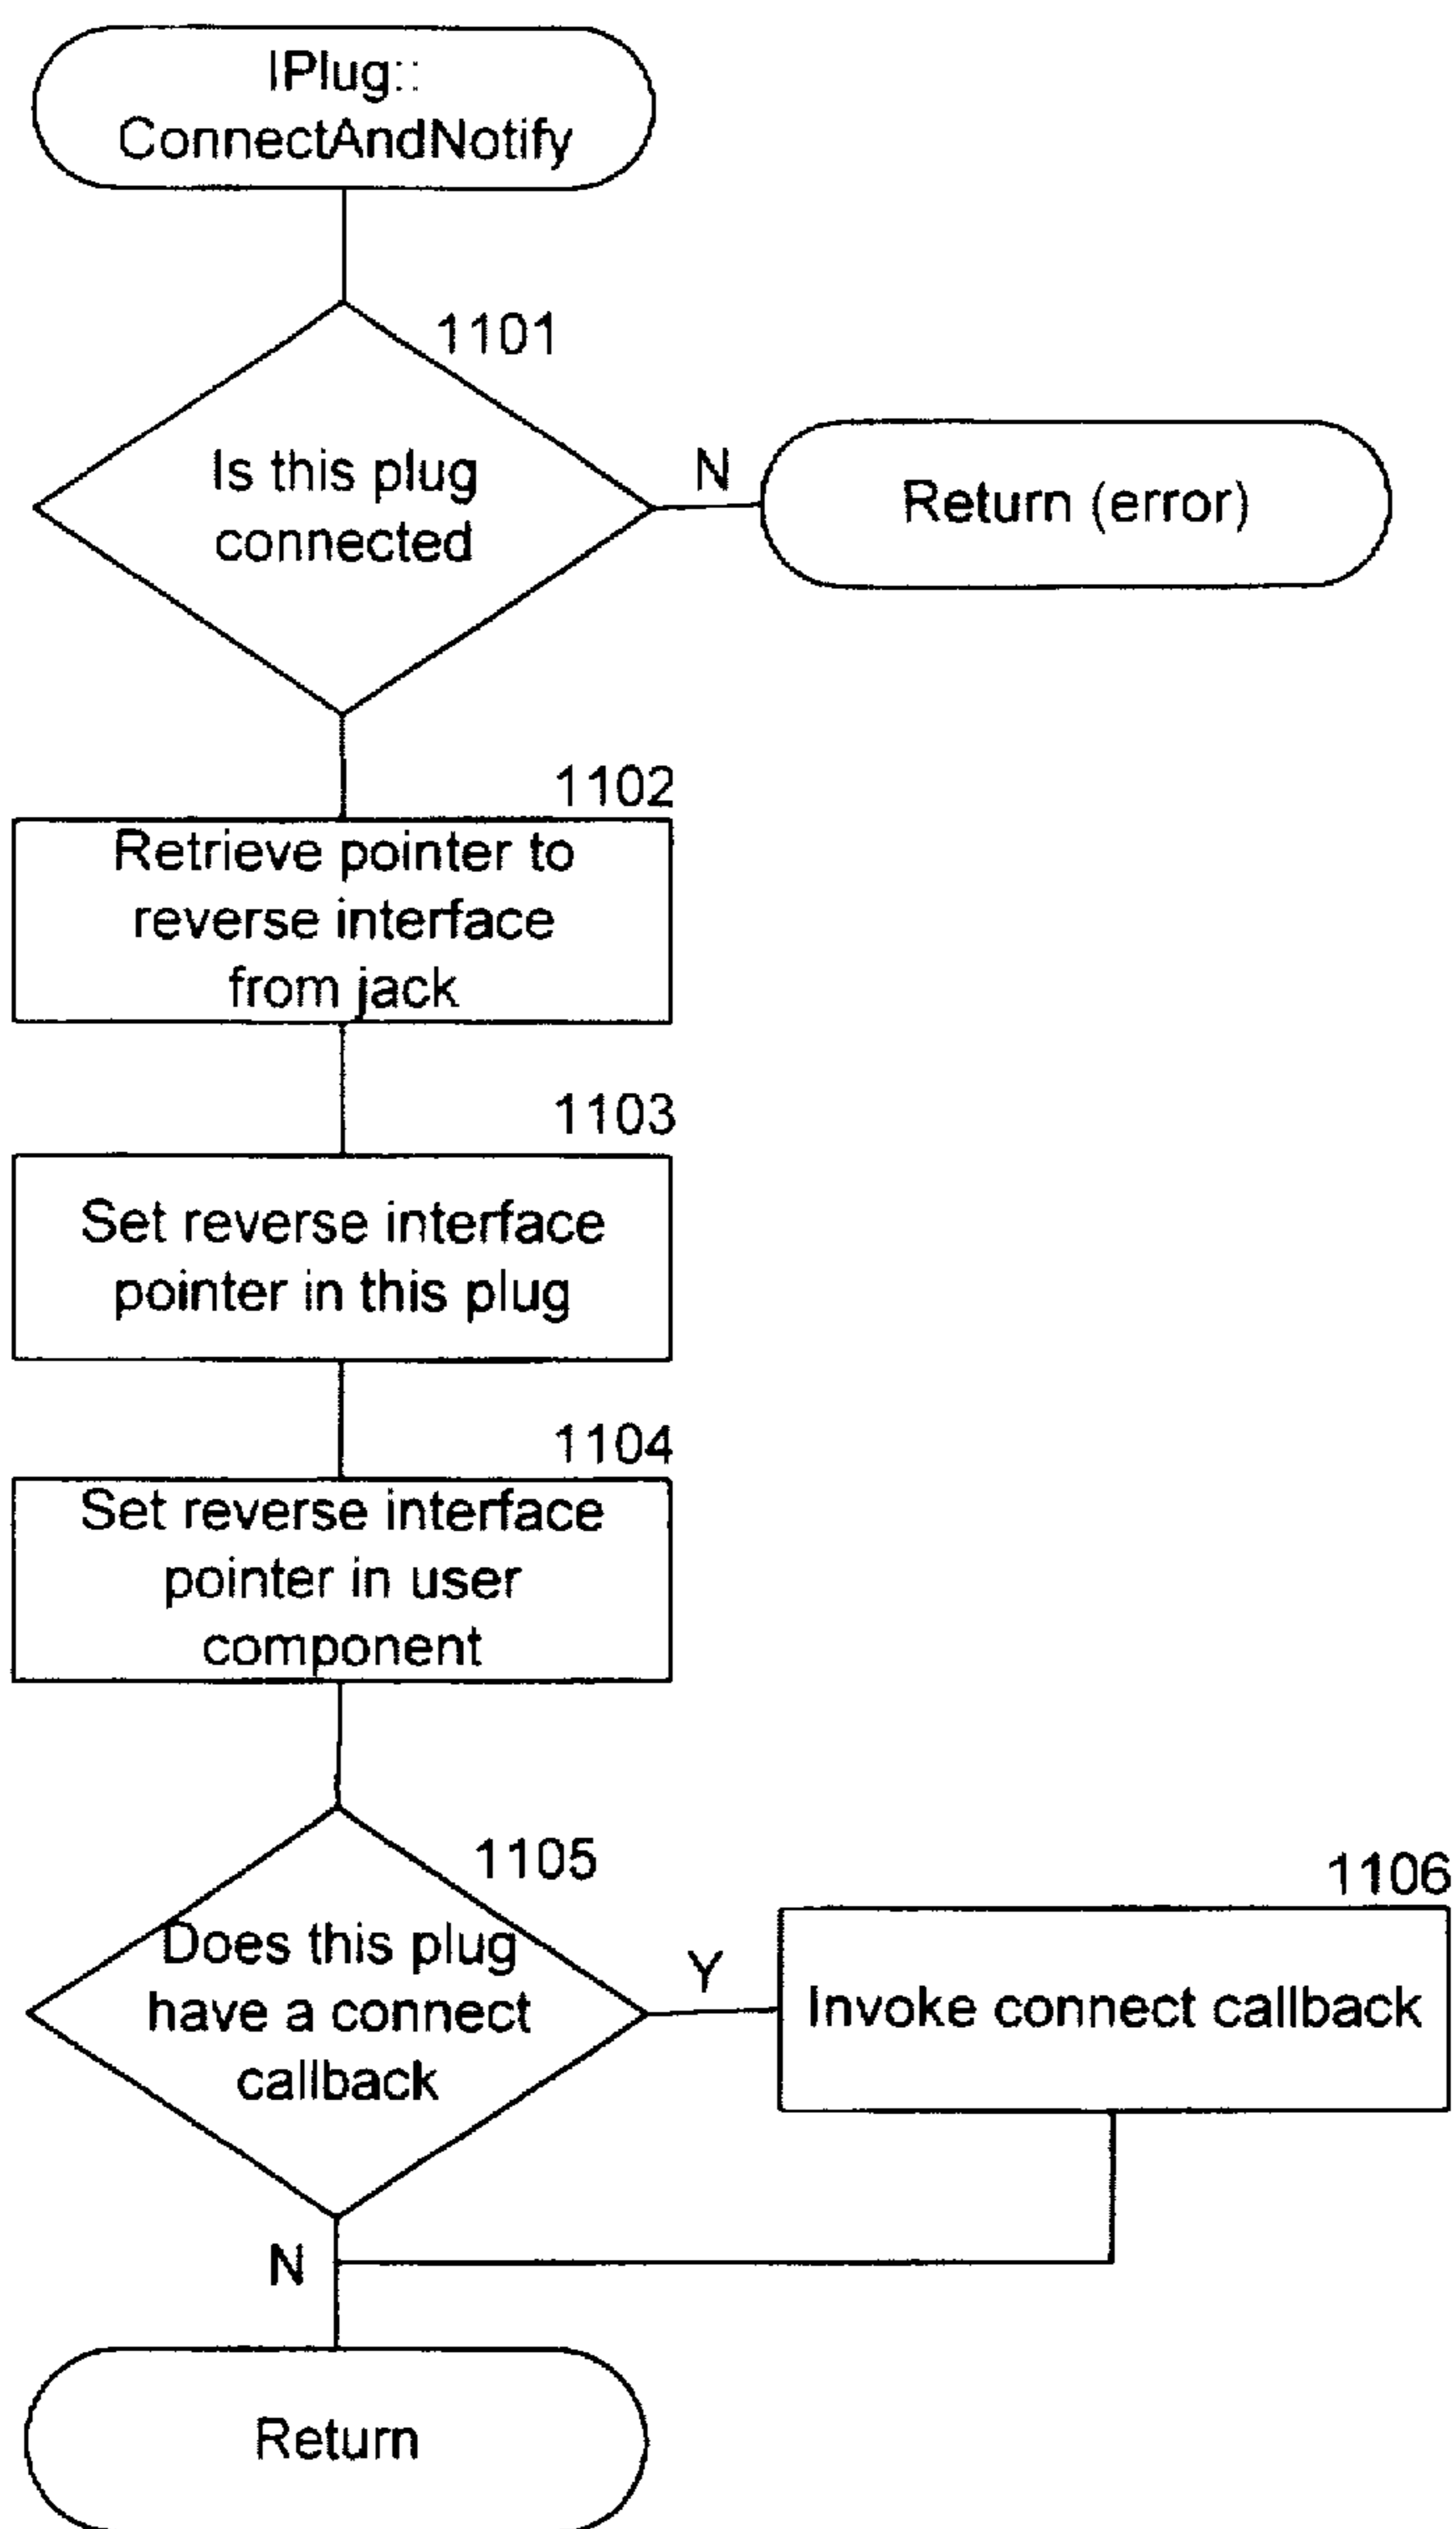 IPlug::
ConnectAndNotify
1101
Is this plug
connected
N
Return (error)
1102
Retrieve pointer to
reverse interface
from jack
1103
Set reverse interface
pointer in this plug
1104
Set reverse interface
pointer in user
component
1105
Does this plug
have a connect
callback
Y
1106
Invoke connect callback
N
Return